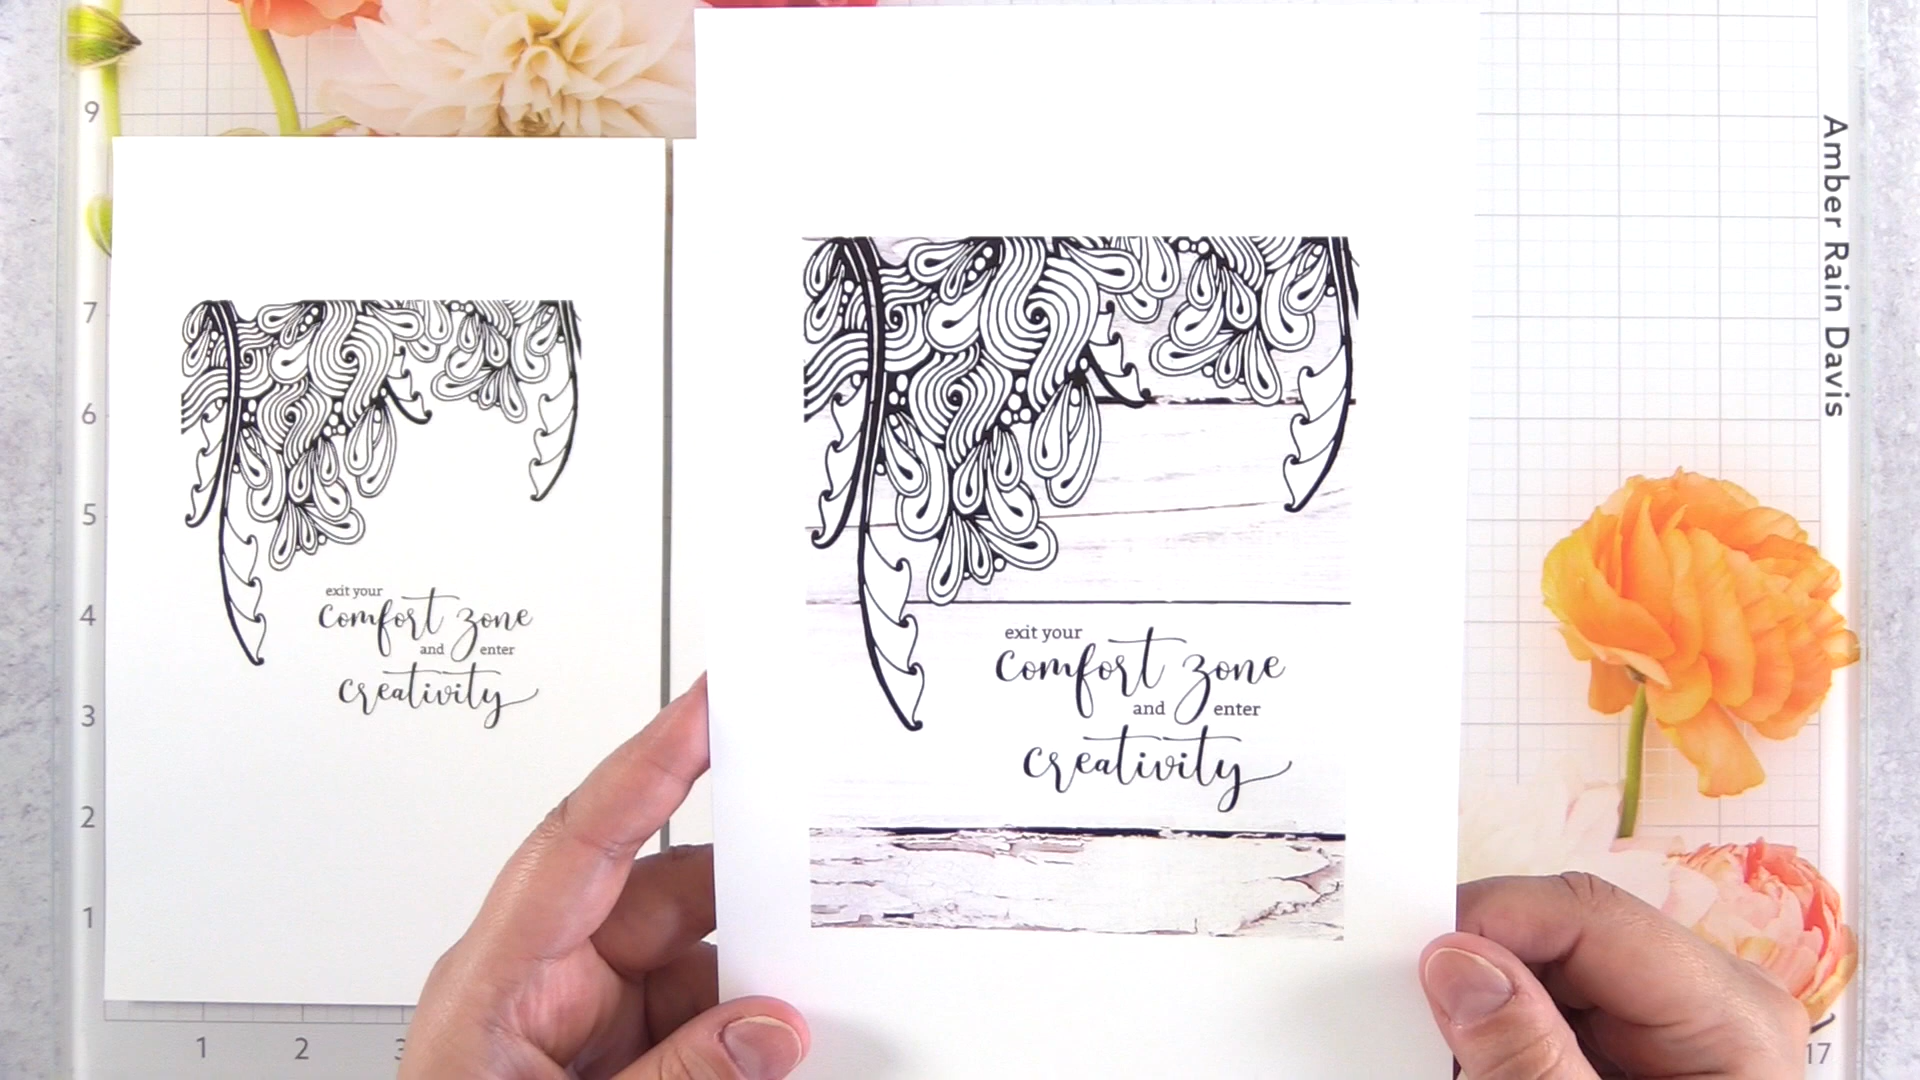 9
7
6
5
4
3
2
1
1
2
3
exit your
comfort zone
and enter
creativity
exit your
comfort zone
and enter
creativity
Amber Rain Davis
17